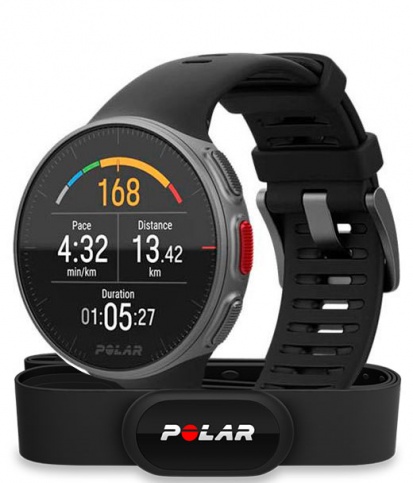 168
Pace
Distance
4:32
13.42
min/km
km
Duration
01:05:27
POLAR
POLAR